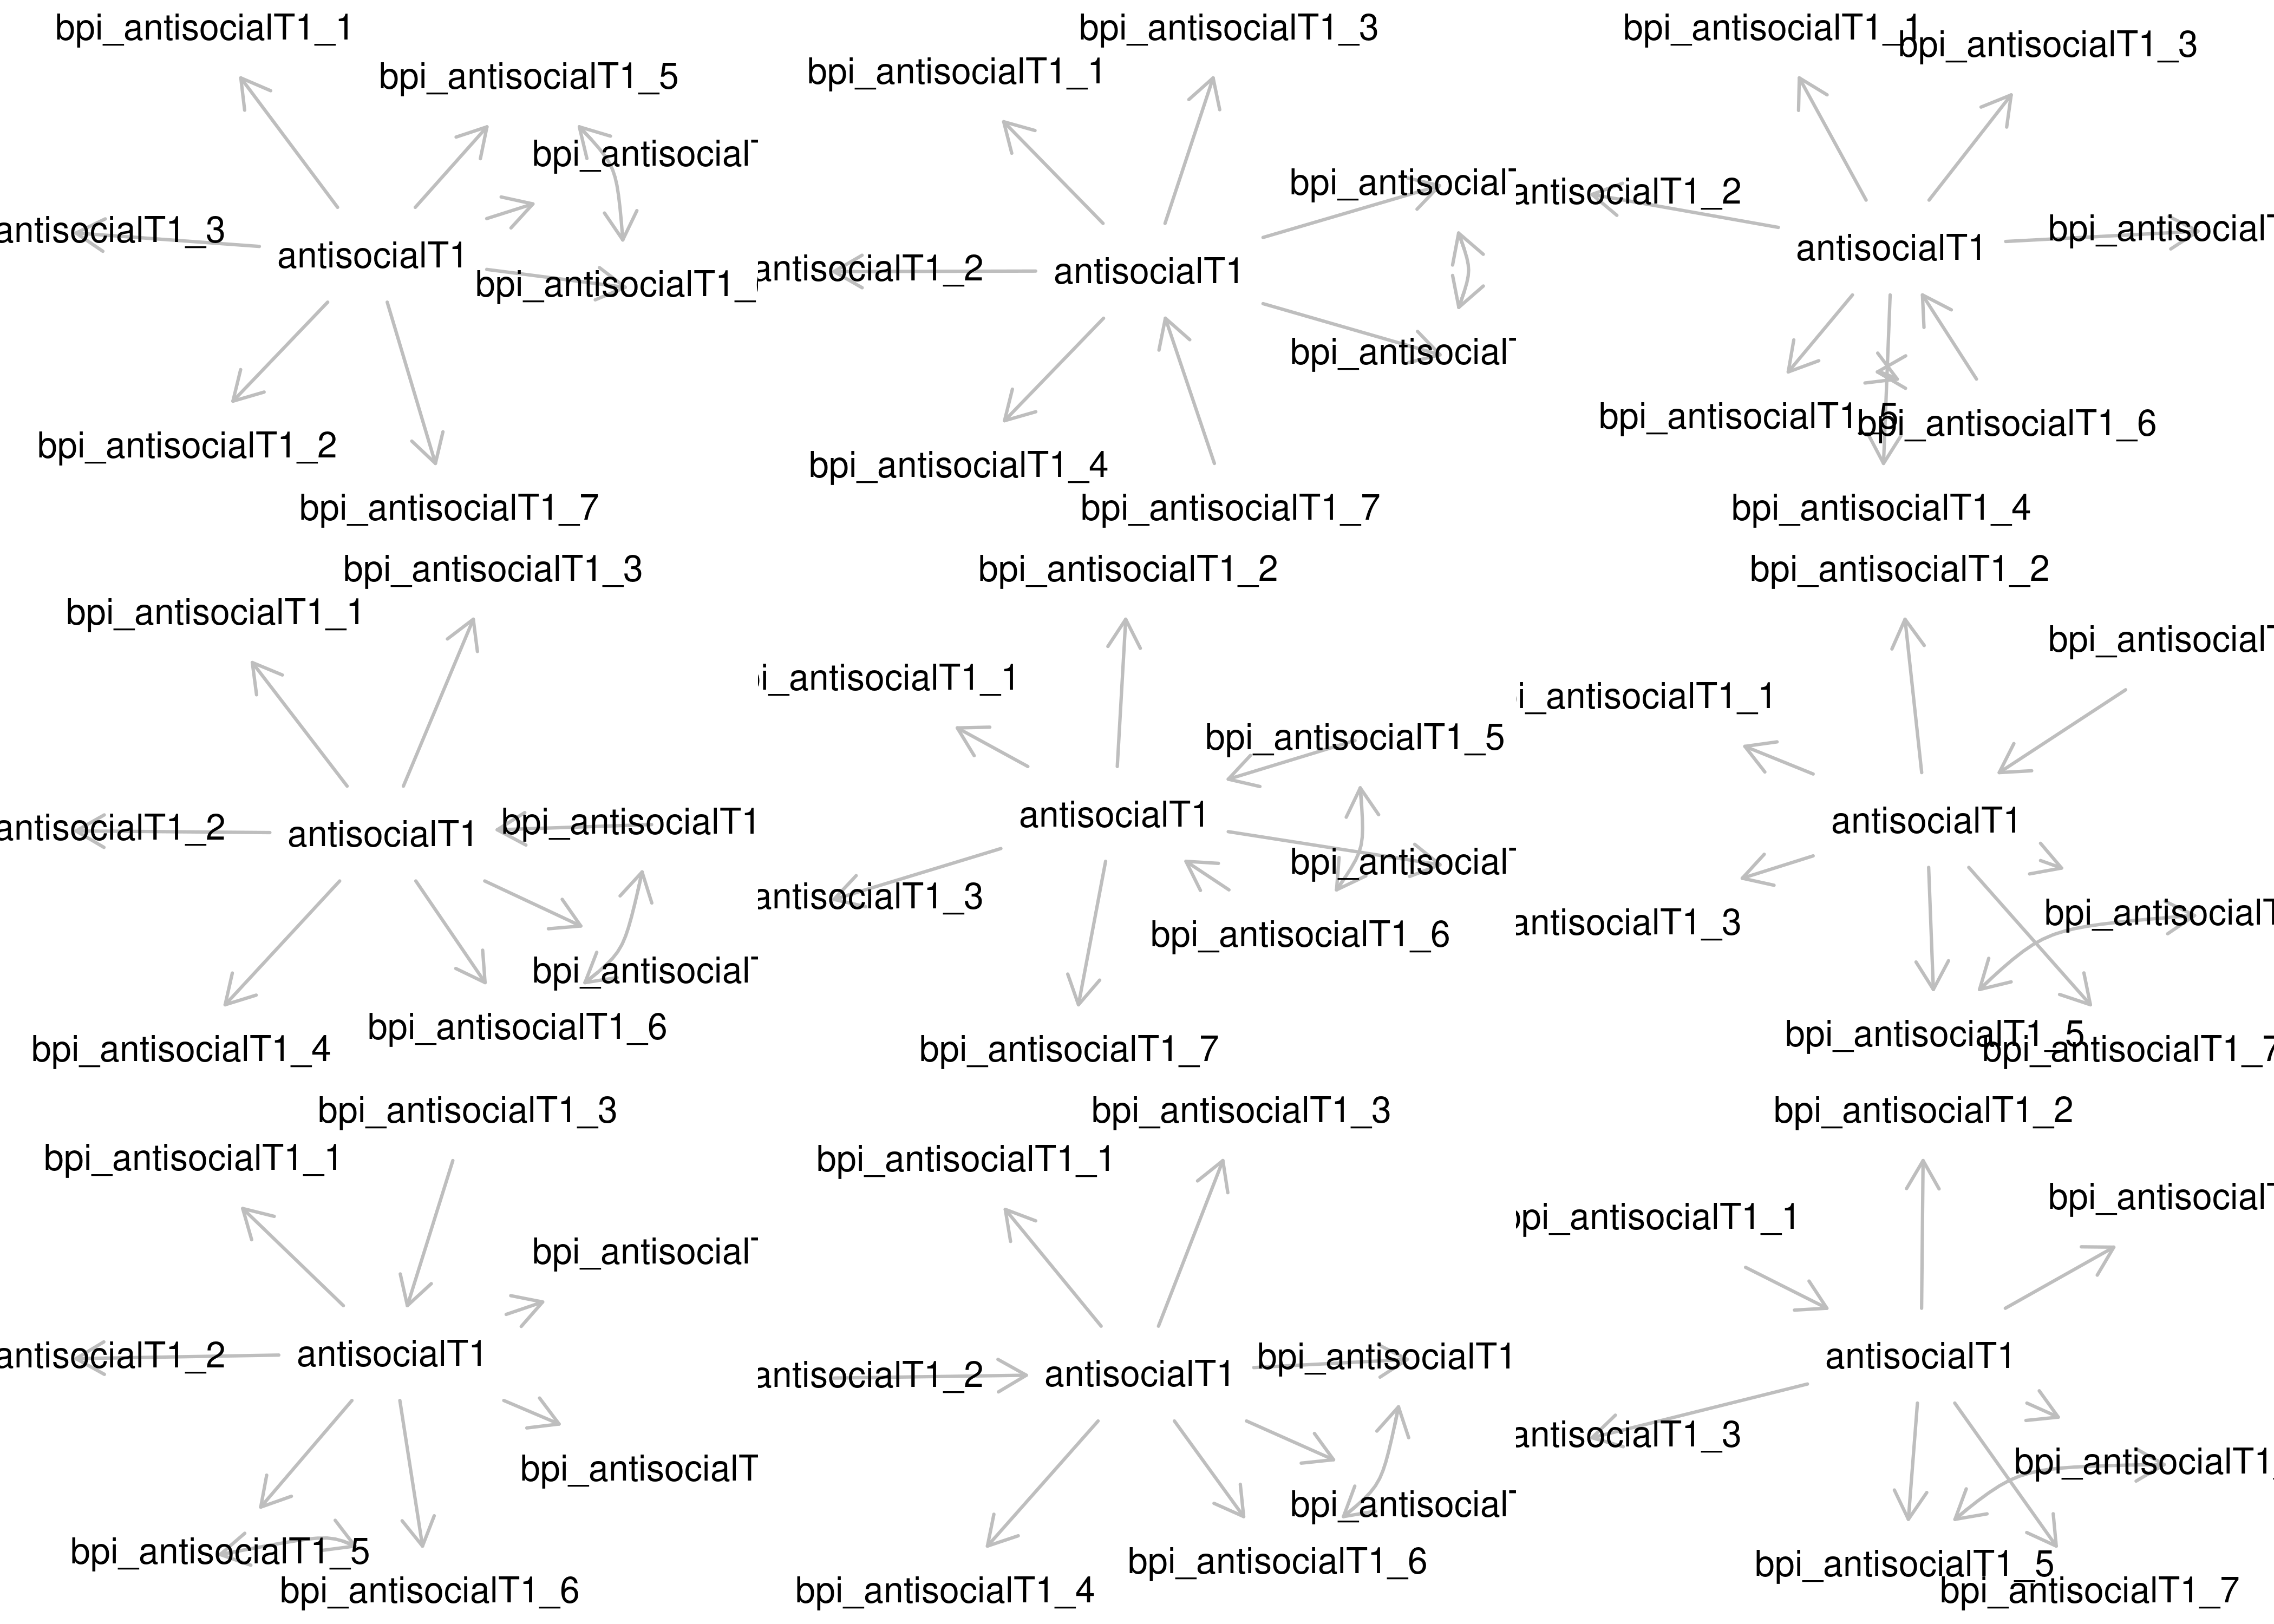 bpi_antisocialT1_1
bpi_antisocialT1_5
bpi_antisocial
antisocialT1_3
antisocialT1
bpi_antisocialT1_
bpi_antisocialT1_2
bpi_antisocialT1_7
bpi_antisocialT1_3
bpi_antisocialT1_1
bpi_antisocial
antisocialT1_2
antisocialT1
bpi_antisocial
bpi_antisocialT1_4
bpi_antisocialT1_7
bpi_antisocialT1_1
bpi_antisocialT1_3
antisocialT1_2
bpi_antisocial
antisocialT1
bpi_antisocialT1_5
bpi_antisocialT1_6
bpi_antisocialT1_4
bpi_antisocialT1_3
bpi_antisocialT1_1
antisocialT1_2
antisocialT1
bpi_antisocialT1
bpi_antisocial
bpi_antisocialT1_6
bpi_antisocialT1_4
bpi_antisocialT1_2
i_antisocialT1_1
bpi_antisocialT1_5
antisocialT1
bpi_antisocial
antisocialT1_3
bpi_antisocialT1_6
bpi_antisocialT1_7
bpi_antisocialT1_2
bpi_antisocial
i_antisocialT1_1
antisocialT1
bpi_antisocialT
antisocialT1_3
bpi_antisocialT1_5
bpi_antisocialT1_7
bpi_antisocialT1_3
bpi_antisocialT1_1
bpi_antisocial
antisocialT1_2
antisocialT1
bpi_antisocialT
bpi_antisocialT1_5
bpi_antisocialT1_6
bpi_antisocialT1_3
bpi_antisocialT1_1
antisocialT1_2
antisocialT1
bpi_antisocialT1
bpi_antisocial
bpi_antisocialT1_6
bpi_antisocialT1_4
bpi_antisocialT1_2
bpi_antisocial
bpi_antisocialT1_1
antisocialT1
antisocialT1_3
bpi_antisocialT1_
bpi_antisocialT1_5
bpi_antisocialT1_7